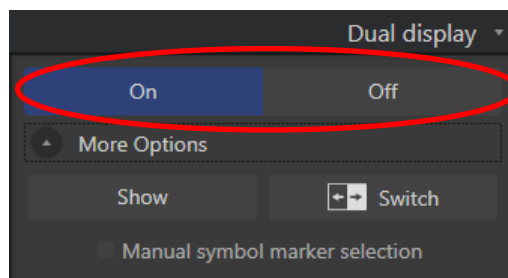 Dual display
On Off
More Options
Show Switch
Manual symbol marker selection